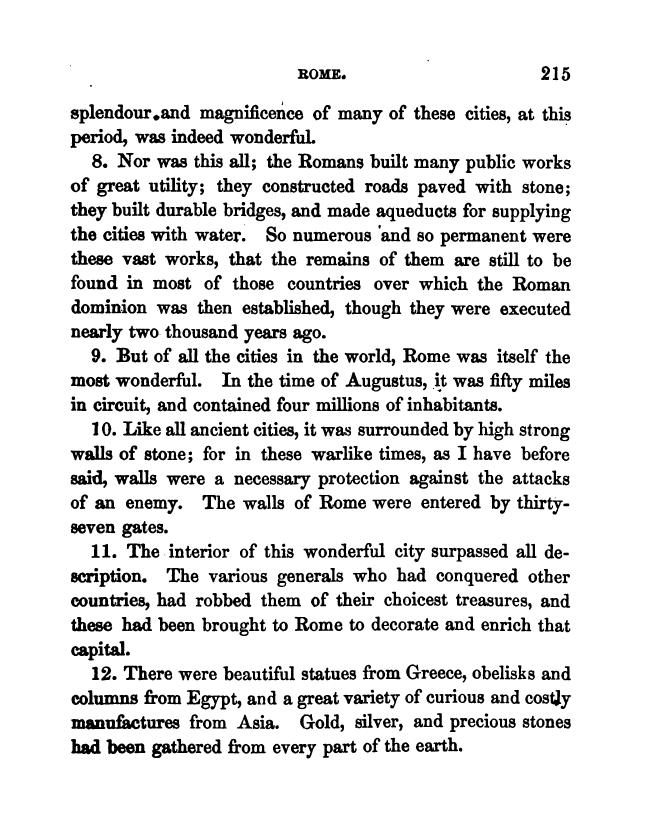 ROME. 215
splendour and magnificence of many of these cities, at this
period, was indeed wonderful.
8. Nor was this all; the Romans built many public works
of great utility; they constructed roads paved with stone;
they built durable bridges, and made aqueducts for supplying
the cities with water. So numerous and so permanent were
these vast works, that the remains of them are still to be
found in most of those countries over which the Roman
dominion was then established, though they were executed
nearly two thousand years ago.
9. But of all the cities in the world, Rome was itself the
most wonderful. In the time of Augustus, it was fifty miles
in circuit, and contained four millions of inhabitants.
10. Like all ancient cities, it was surrounded by high strong
walls of stone; for in these warlike times, as I have before
said, walls were a necessary protection against the attacks
of an enemy. The walls of Rome were entered by thirty-
seven gates.
11. The interior of this wonderful city surpassed all de-
scription. The various generals who had conquered other
countries, had robbed them of their choicest treasures, and
these had been brought to Rome to decorate and enrich that
capital.
12. There were beautiful statues from Greece, obelisks and
columns from Egypt, and a great variety of curious and costly
manufactures from Asia. Gold, silver, and precious stones
had been gathered from every part of the earth.